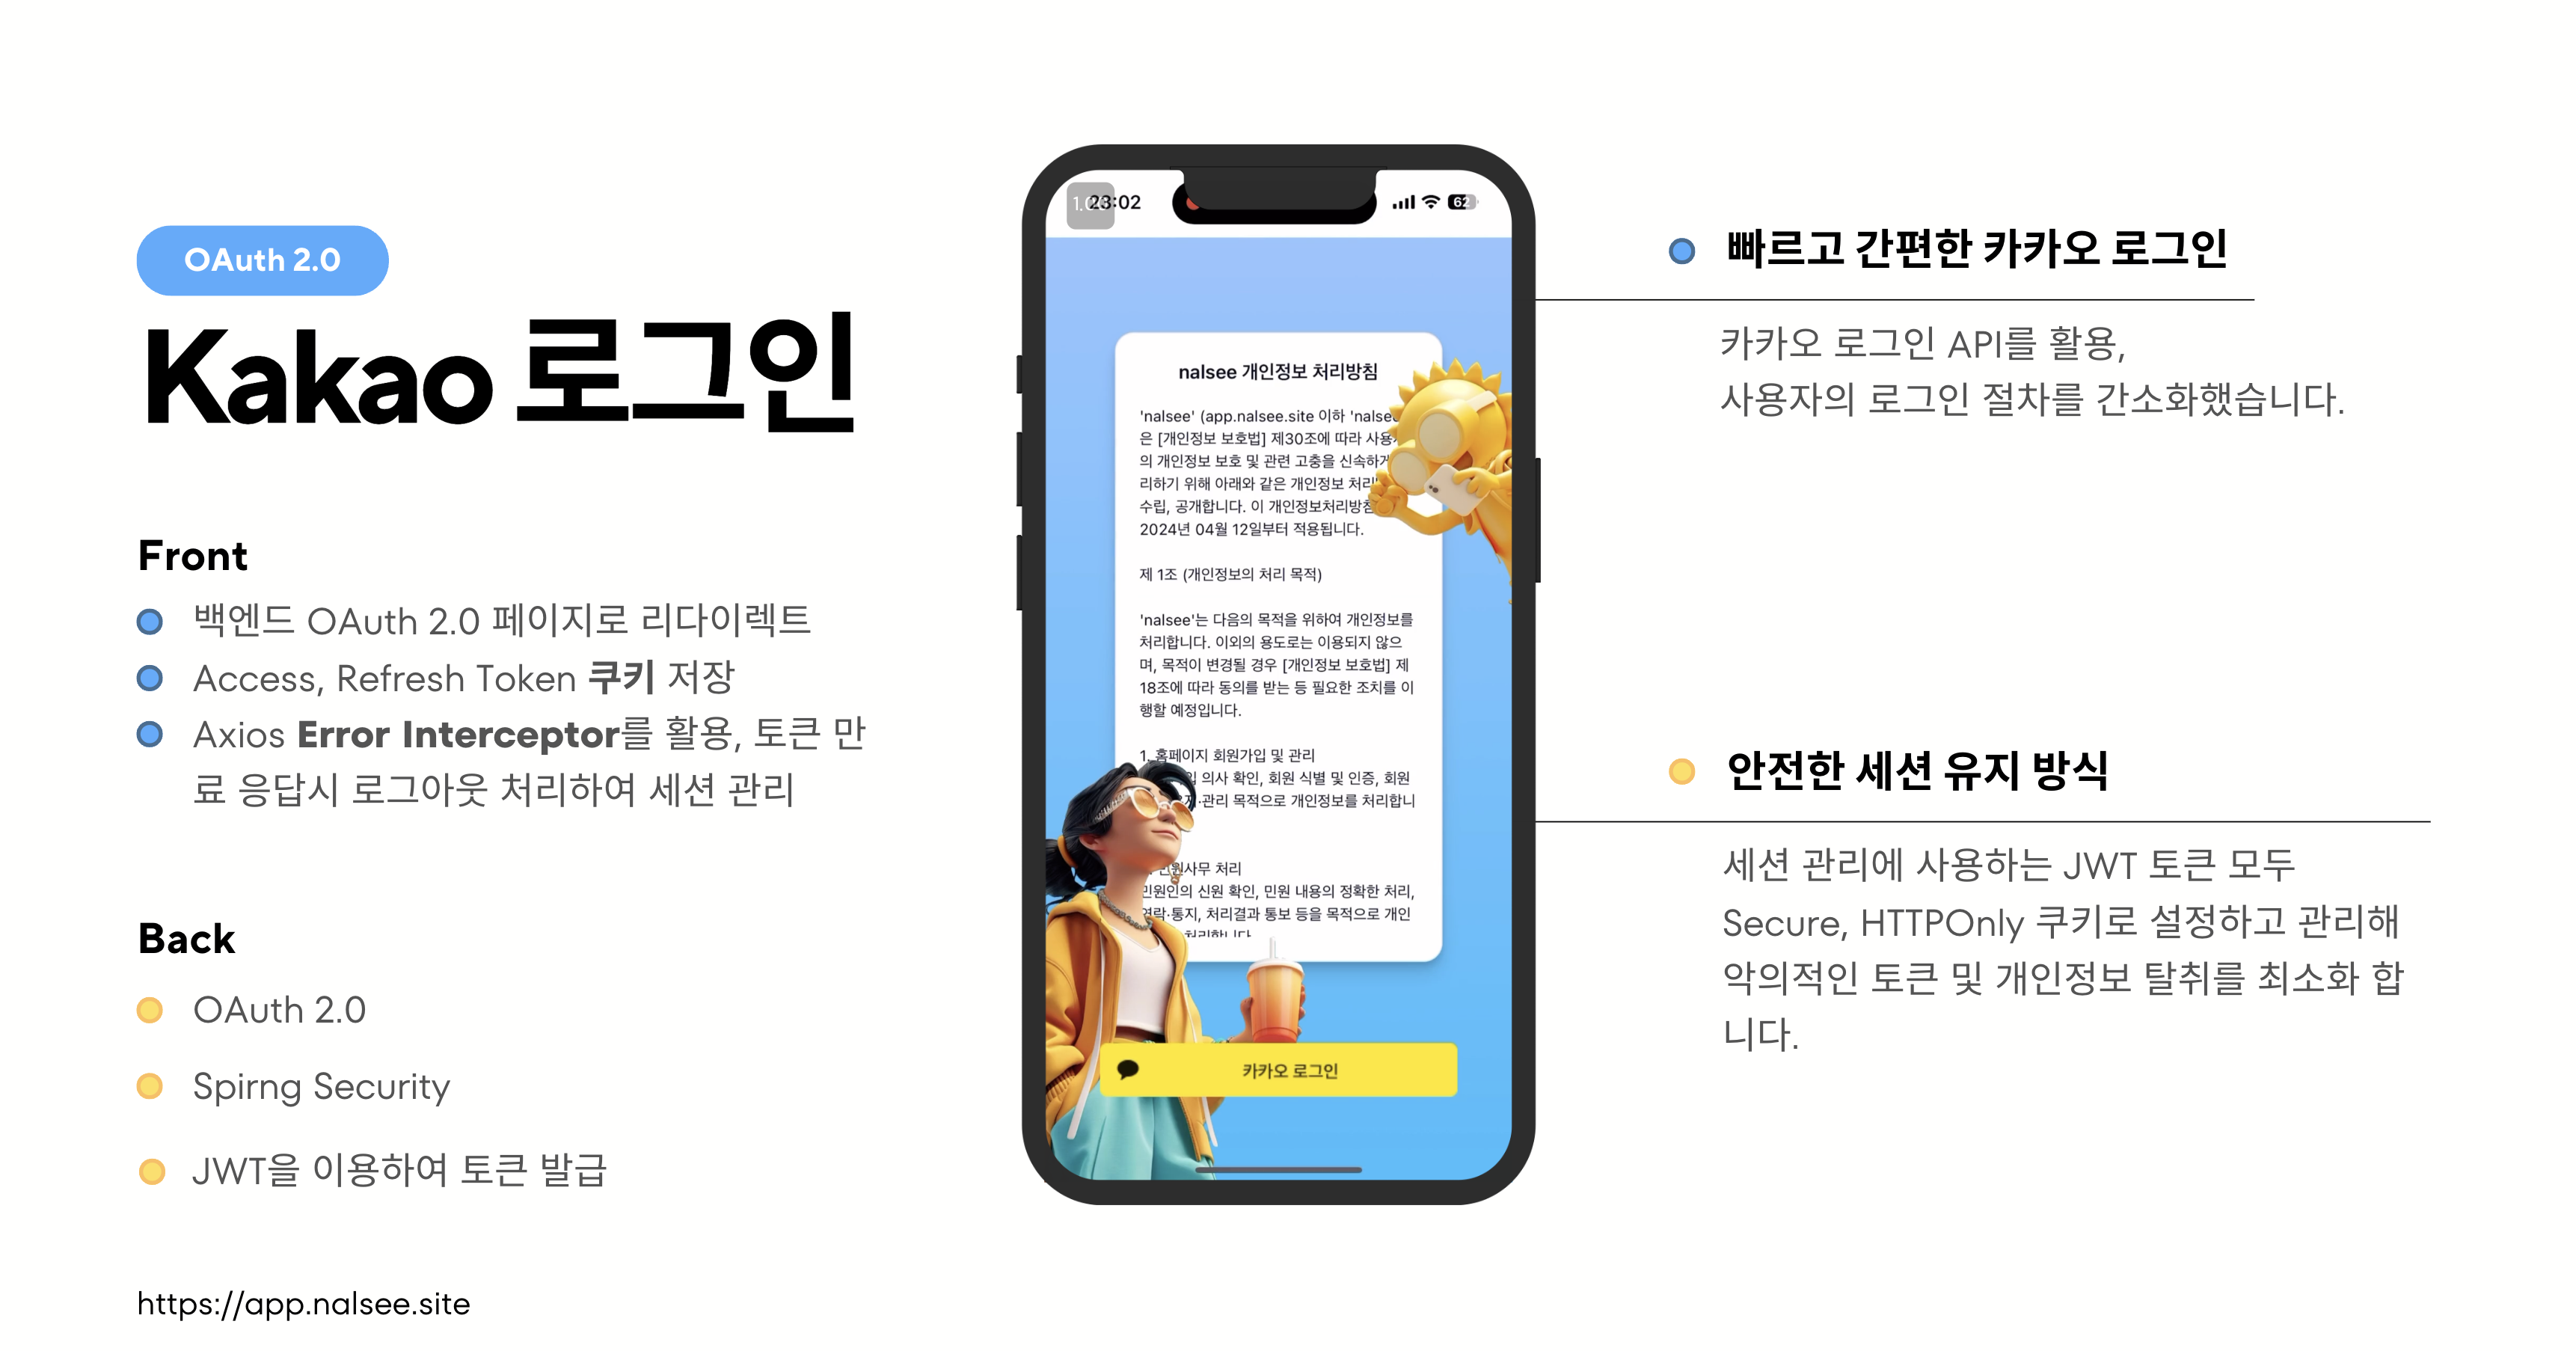 OAuth 2.0
Kakao 로그인
Front
백엔드 OAuth 2.0 페이지로 리다이렉트
Access, Refresh Token 쿠키 저장
Axios Error Interceptor를 활용, 토큰 만
료 응답시 로그아웃 처리하여 세션 관리
Back
OAuth 2.0
Spirng Security
JWT을 이용하여 토큰 발급
https://app.nalsee.site
23:02
62
nalsee 개인정보 처리방침
'nalsee' (app.nalsee.site 이하
은 [개인정보 보호법] 제30조에 따라
의 개인정보 보호 및 관련 고충을 신속하게
리하기 위해 아래와 같은 개인정보
수립, 공개합니다. 이 개인정보처리방침
2024년 04월 12일부터 적용됩니다.
제 1조 (개인정보의 처리 목적)
'nalsee'는 다음의 목적을 위하여 개인정보를
처리합니다. 이외의 용도로는 이용되지 않으
며, 목적이 변경될 경우 [개인정보 보호법] 제
18조에 따라 동의를 받는 등 필요한 조치를 이
행할 예정입니다.
1. 홈페이지 회원가입 및 관리
의사 확인, 회원 식별 및 인증, 회원
관리 목적으로 개인정보를 처리합니
처리
민원인의 신원 확인, 민원 내용의 정확한 처리,
연락·통지, 처리결과 통보 등을 목적으로 개인
처리합니다
카카오 로그인
빠르고 간편한 카카오 로그인
카카오 로그인 API를 활용,
사용자의 로그인 절차를 간소화했습니다.
안전한 세션 유지 방식
세션 관리에 사용하는 JWT 토큰 모두
Secure, HTTPOnly 쿠키로 설정하고 관리해
악의적인 토큰 및 개인정보 탈취를 최소화 합
니다.